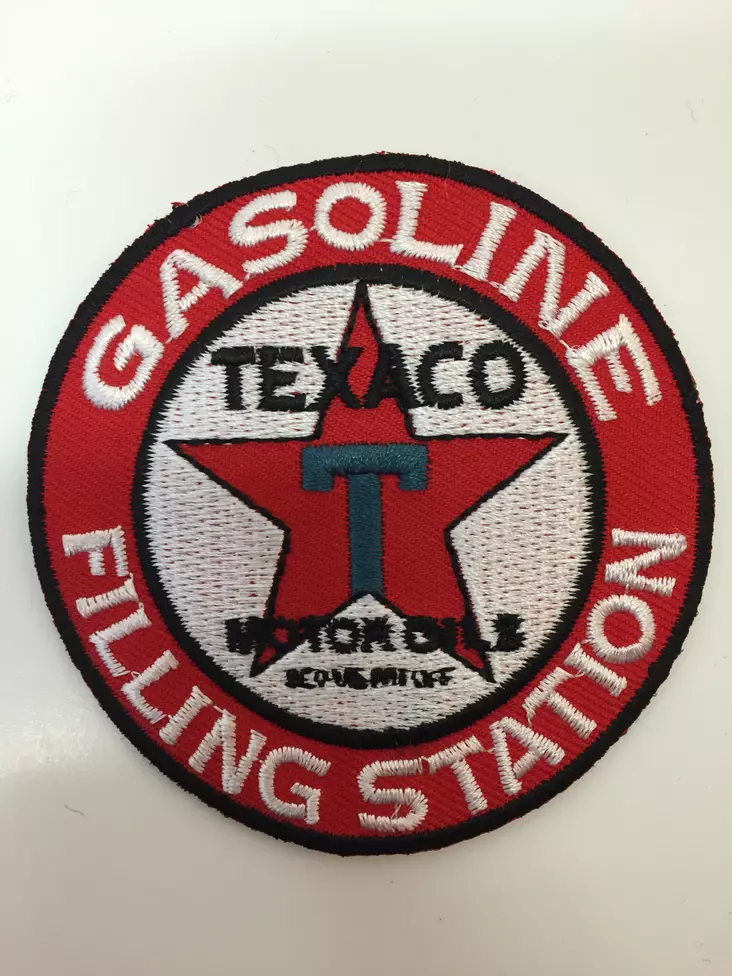 GASOLINE
TEXACO
T
MOTOR OILS
FILLING STATION